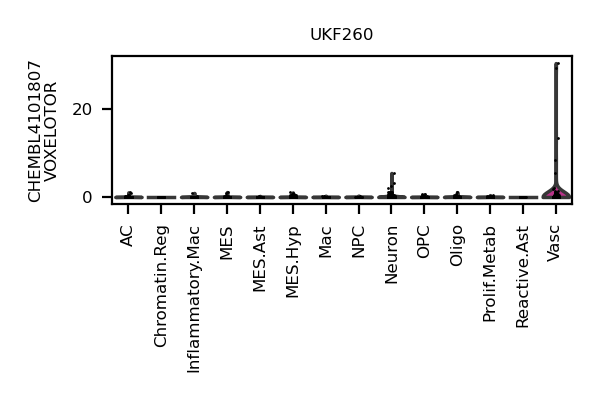 UKF260
CHEMBL4101807
VOXELOTOR
20
0
AC
Chromatin.Reg
Inflammatory.Mac
MES
MES.Ast
MES.Hyp
Mac
NPC
Neuron
OPC
Oligo
Prolif.Metab
Reactive.Ast
Vasc